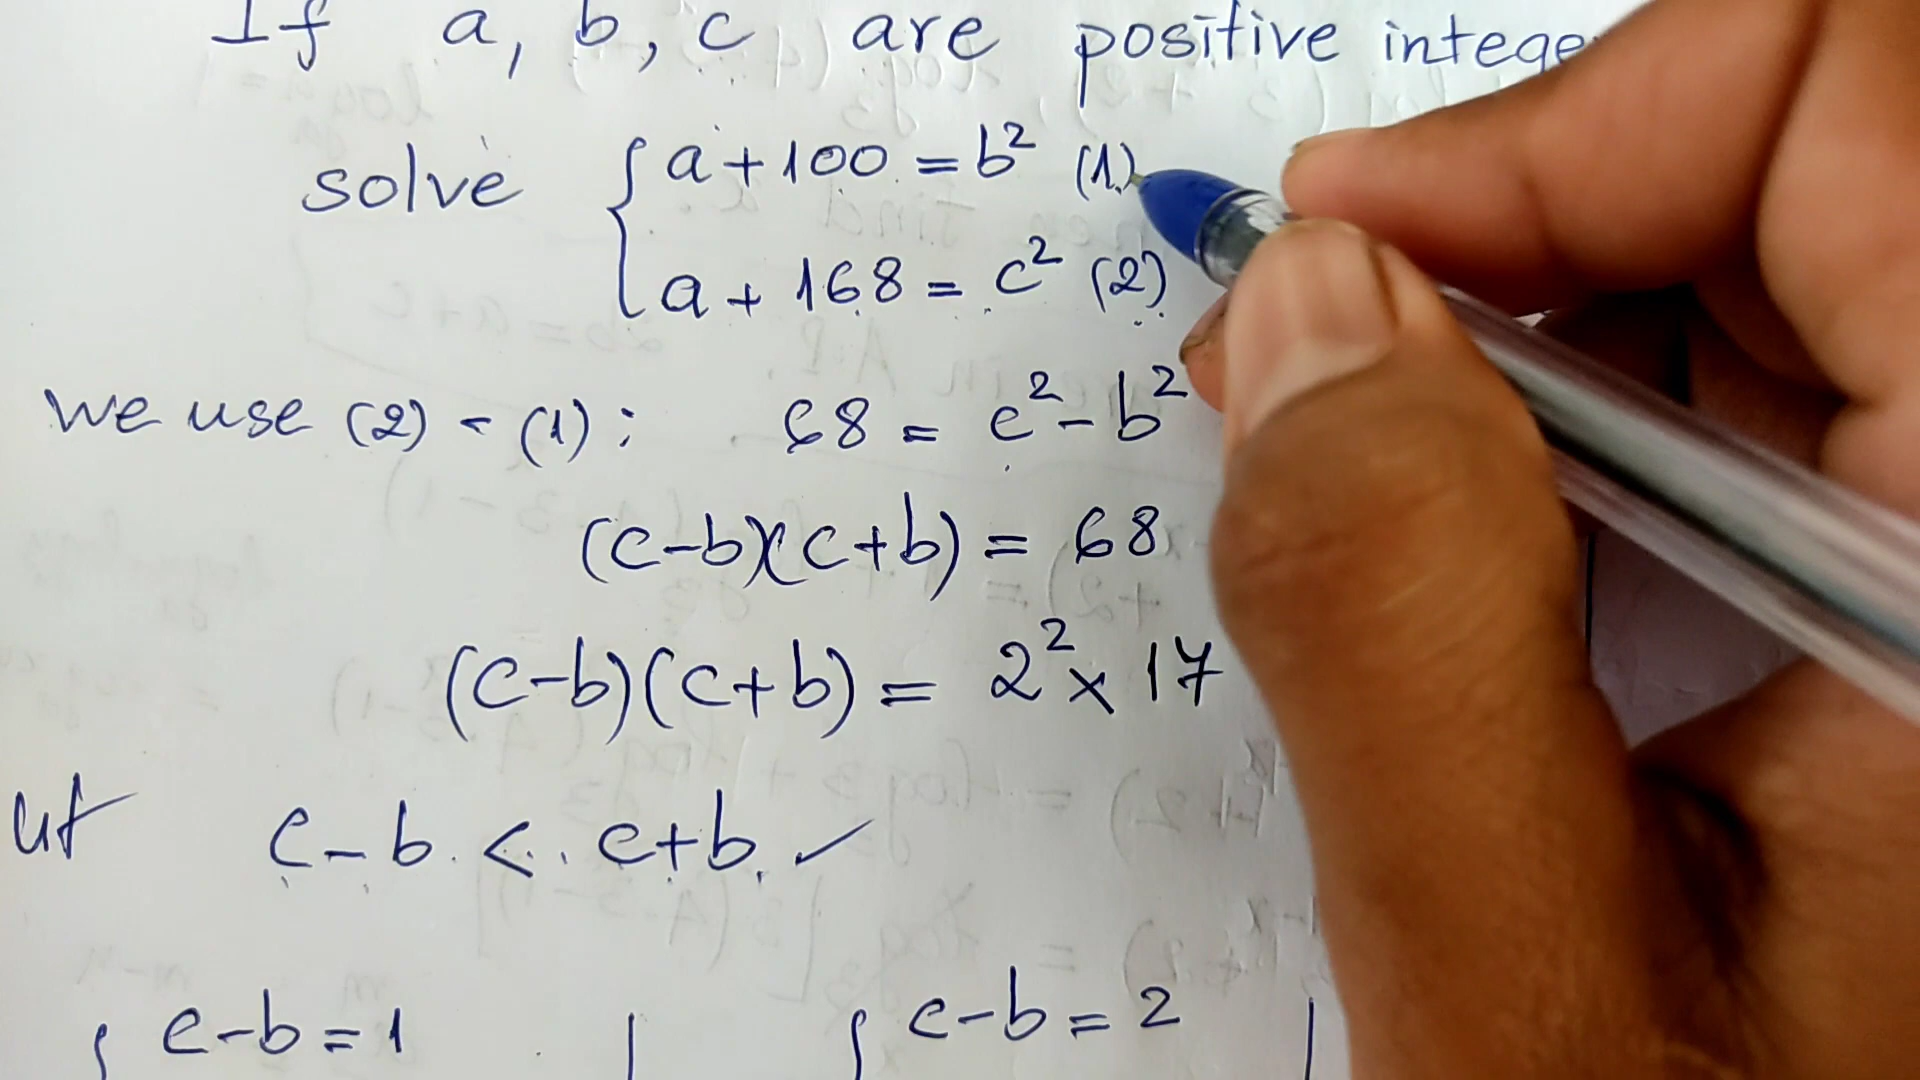 If a, b, c are positive intege
solve { a + 100 = b² (1)
a + 168 = c² (2)
we use (2) - (1) : 68 = c² - b²
(c-b)(c+b) = 68
(c-b)(c+b) = 2² × 17
ut c-b < c+b ✓
{ c-b = 1 | { c-b = 2 |